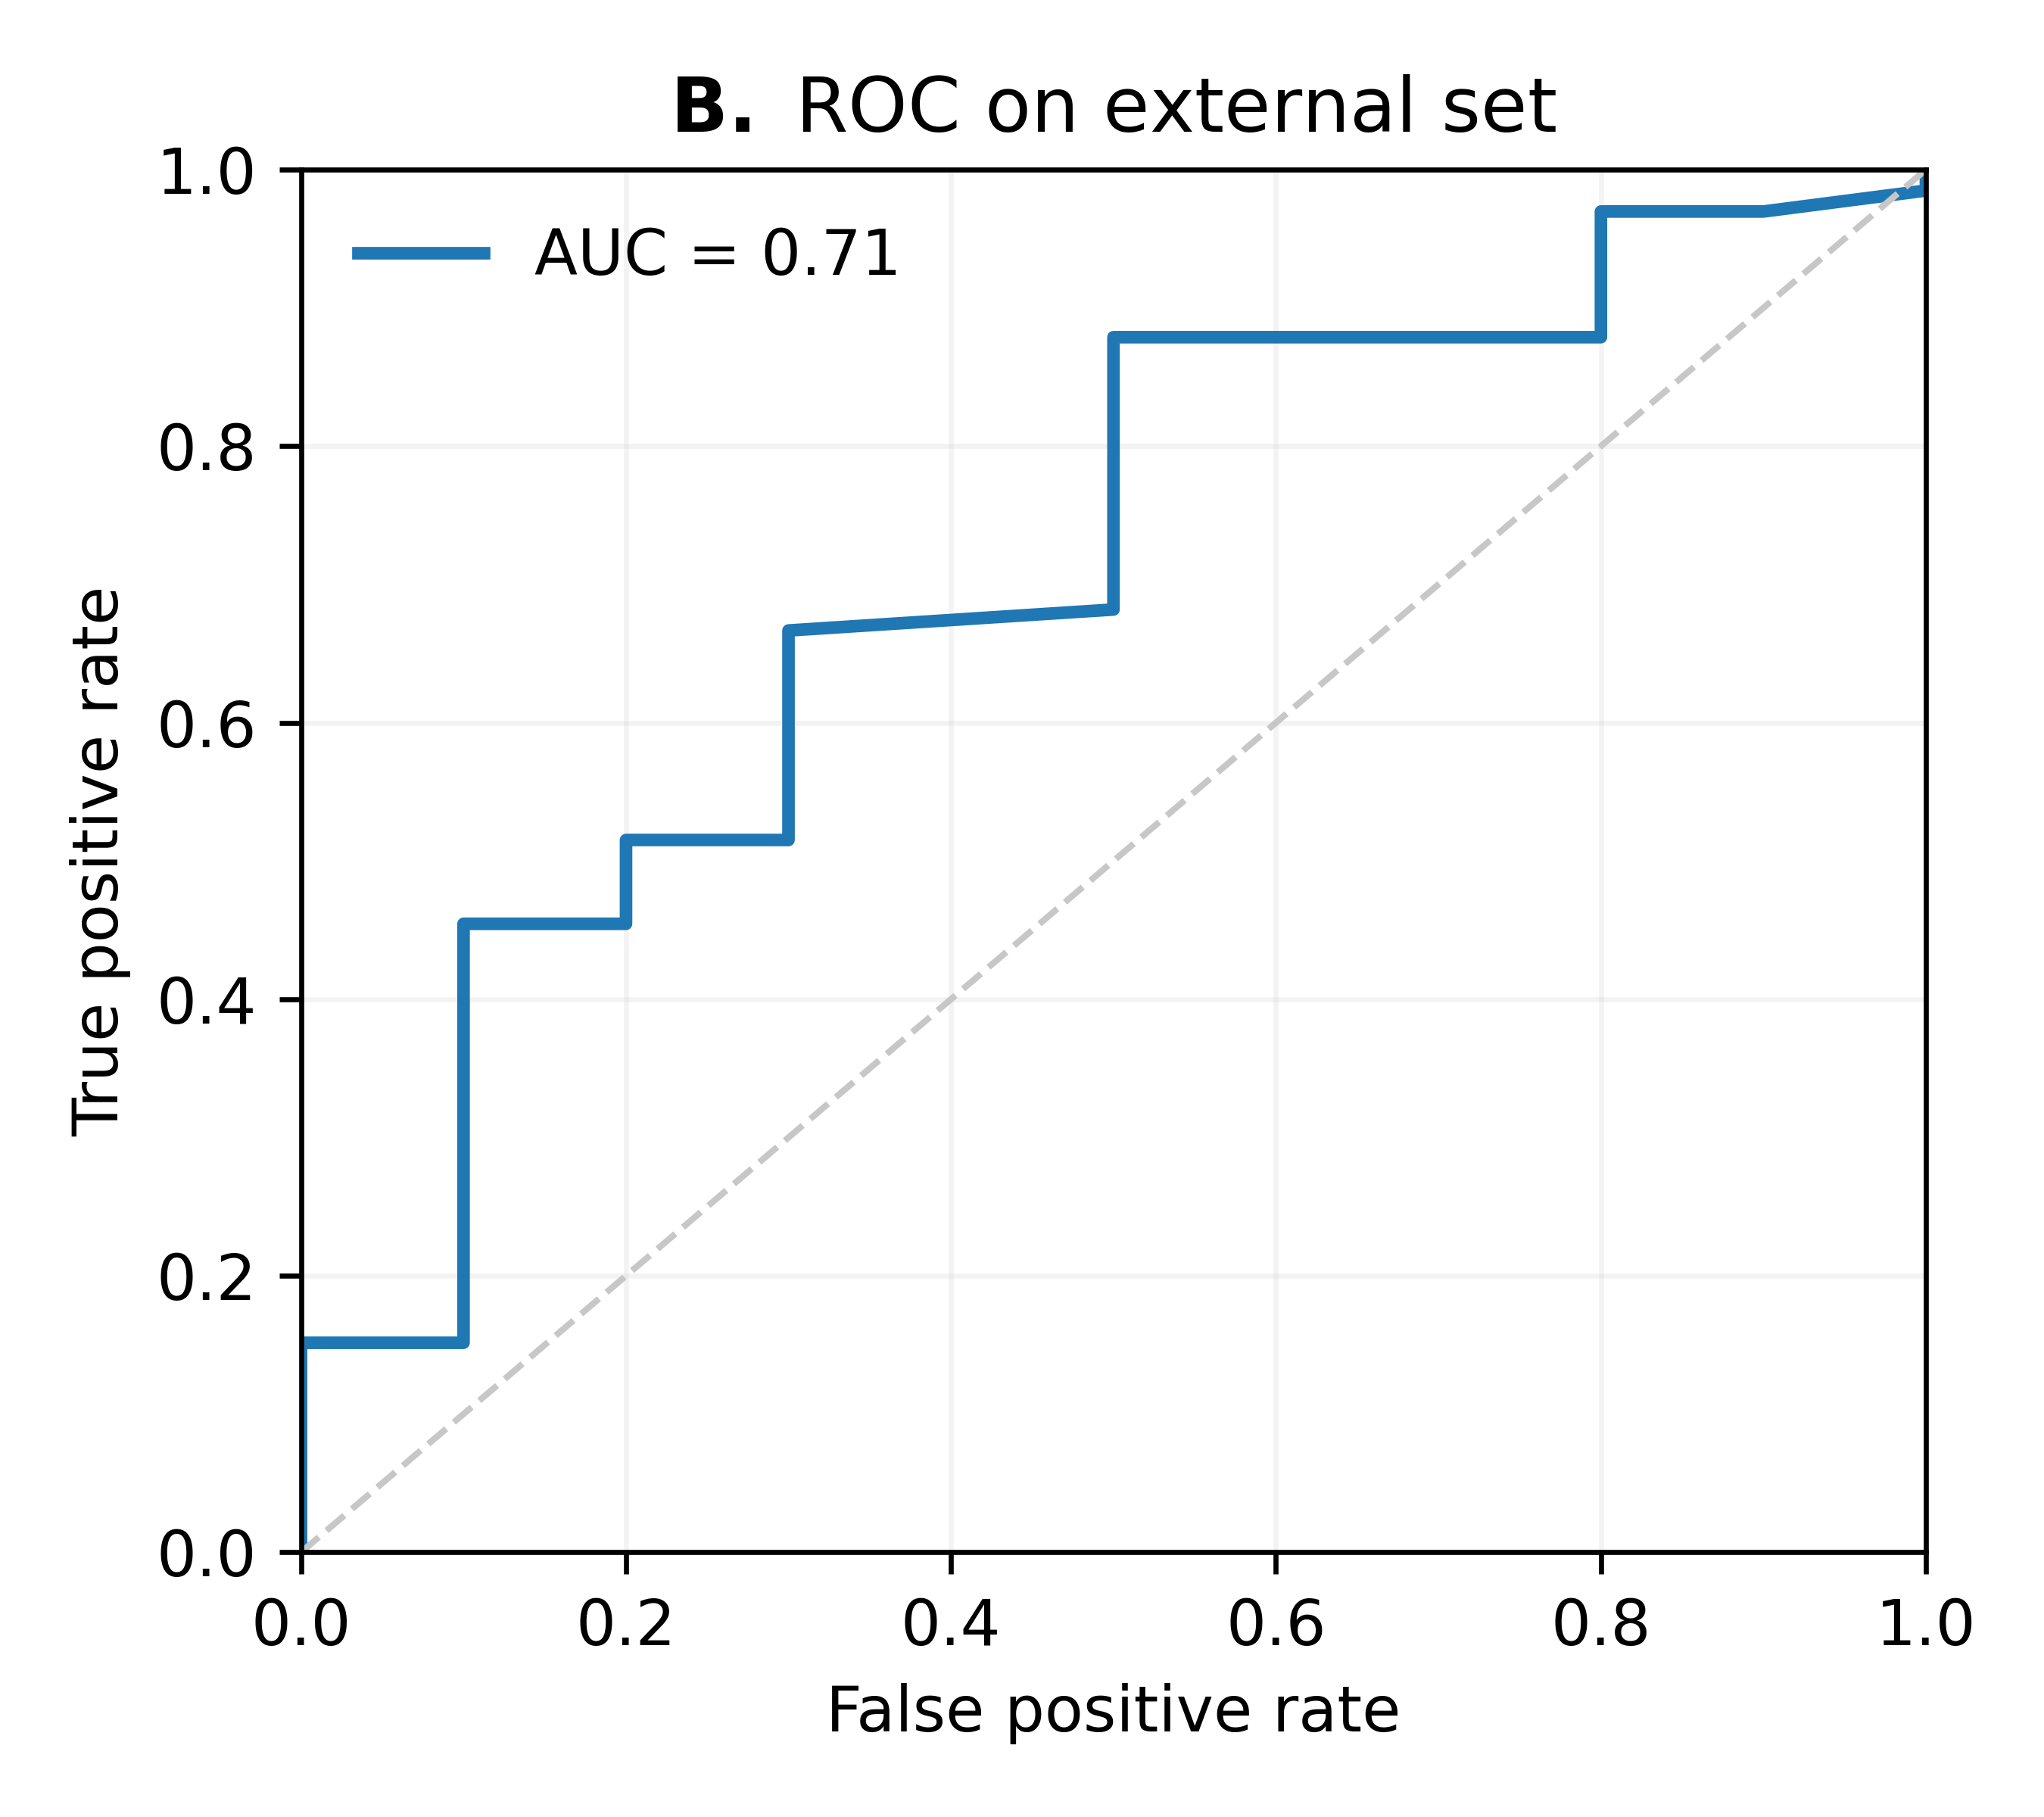 B. ROC on external set
AUC = 0.71
True positive rate
1.0
0.8
0.6
0.4
0.2
0.0
0.0 0.2 0.4 0.6 0.8 1.0
False positive rate